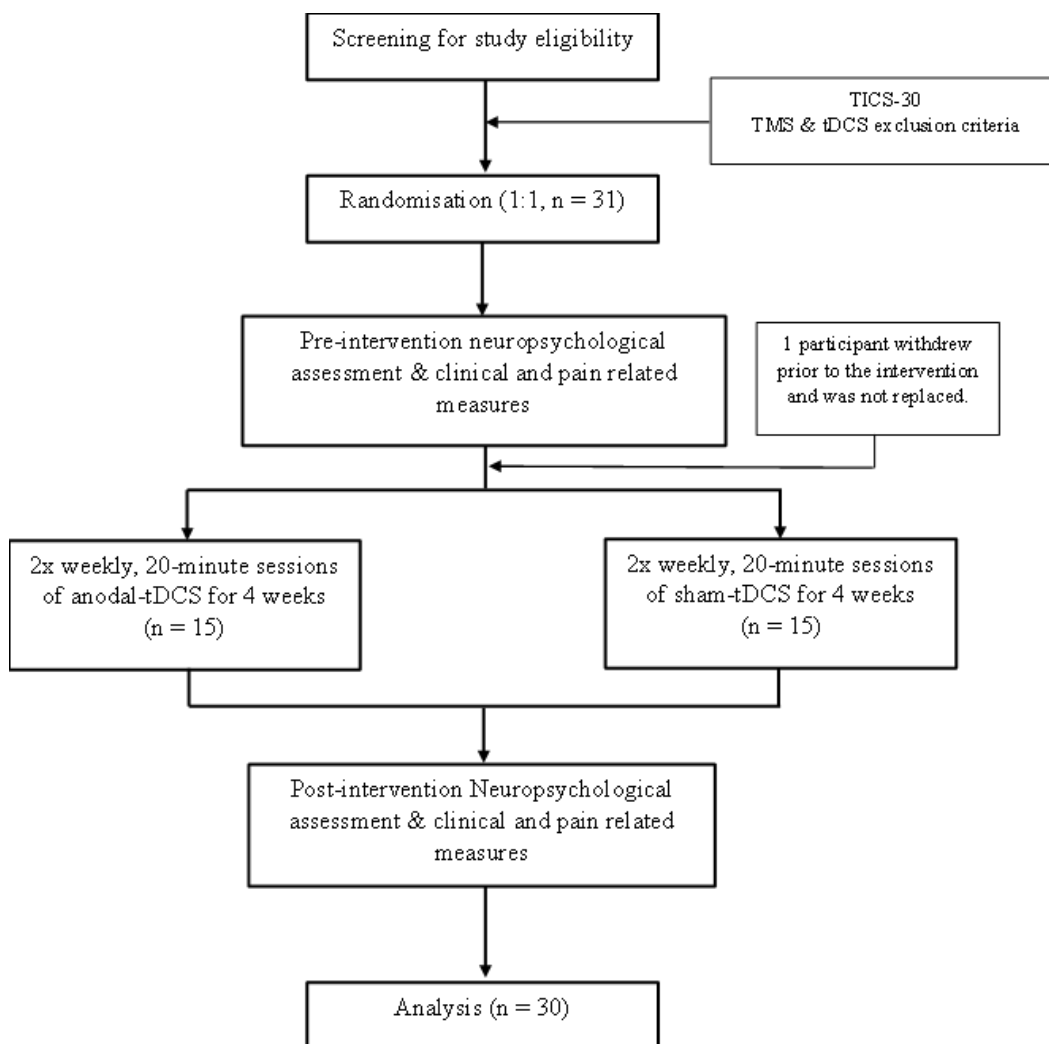 Screening for study eligibility
TICS-30
TMS & tDCS exclusion criteria
Randomisation (1:1, n = 31)
Pre-intervention neuropsychological
assessment & clinical and pain related
measures
1 participant withdrew
prior to the intervention
and was not replaced.
2x weekly, 20-minute sessions
of anodal-tDCS for 4 weeks
(n = 15)
2x weekly, 20-minute sessions
of sham-tDCS for 4 weeks
(n = 15)
Post-intervention Neuropsychological
assessment & clinical and pain related
measures
Analysis (n = 30)